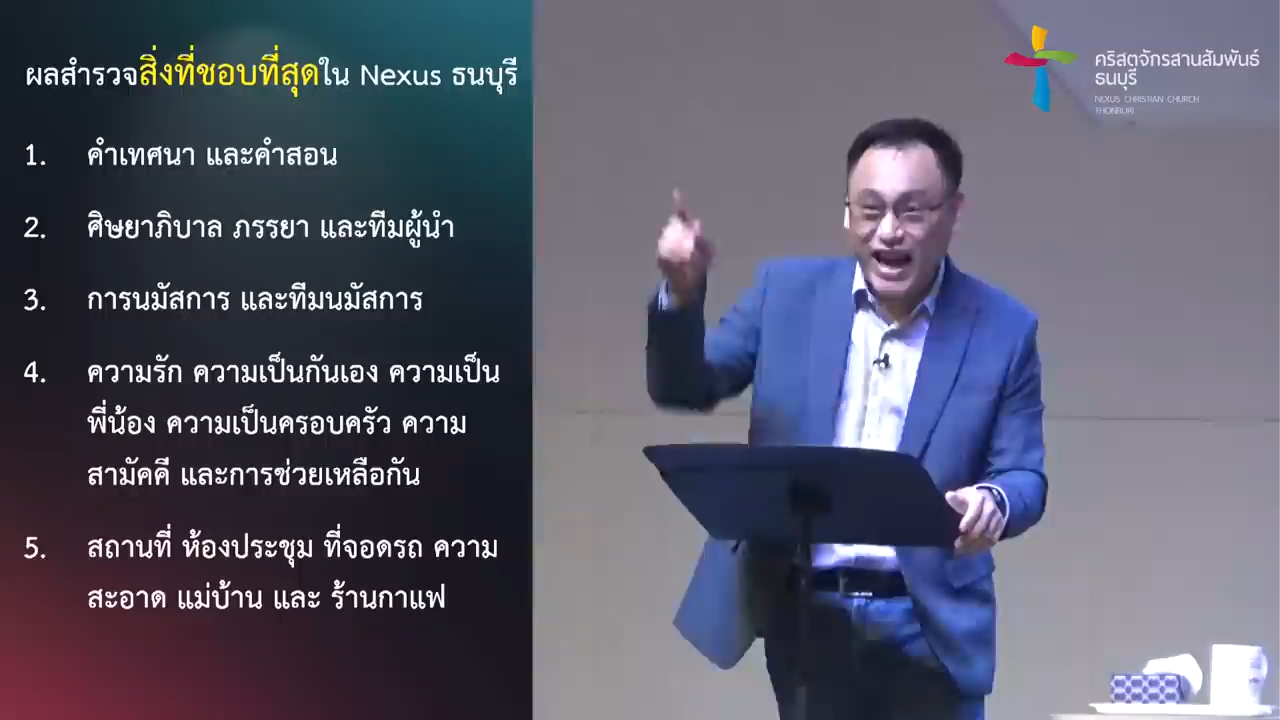 ผลสำรวจสิ่งที่ชอบที่สุดใน Nexus ธนบุรี
1. คำเทศนา และคำสอน
2. ศิษยาภิบาล ภรรยา และทีมผู้นำ
3. การนมัสการ และทีมนมัสการ
4. ความรัก ความเป็นกันเอง ความเป็น
พี่น้อง ความเป็นครอบครัว ความ
สามัคคี และการช่วยเหลือกัน
5. สถานที่ ห้องประชุม ที่จอดรถ ความ
สะอาด แม่บ้าน และ ร้านกาแฟ
คริสตจักรสานสัมพันธ์
ธนบุรี
NEXUS CHRISTIAN CHURCH
THONBURI